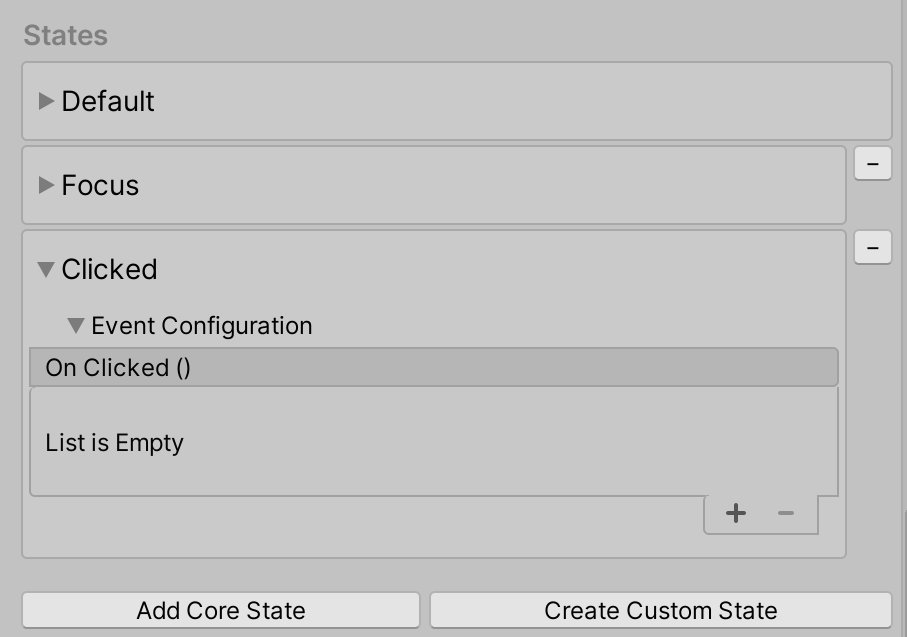 States
Default
–
Focus
–
Clicked
Event Configuration
On Clicked ()
List is Empty
+ –
Add Core State
Create Custom State